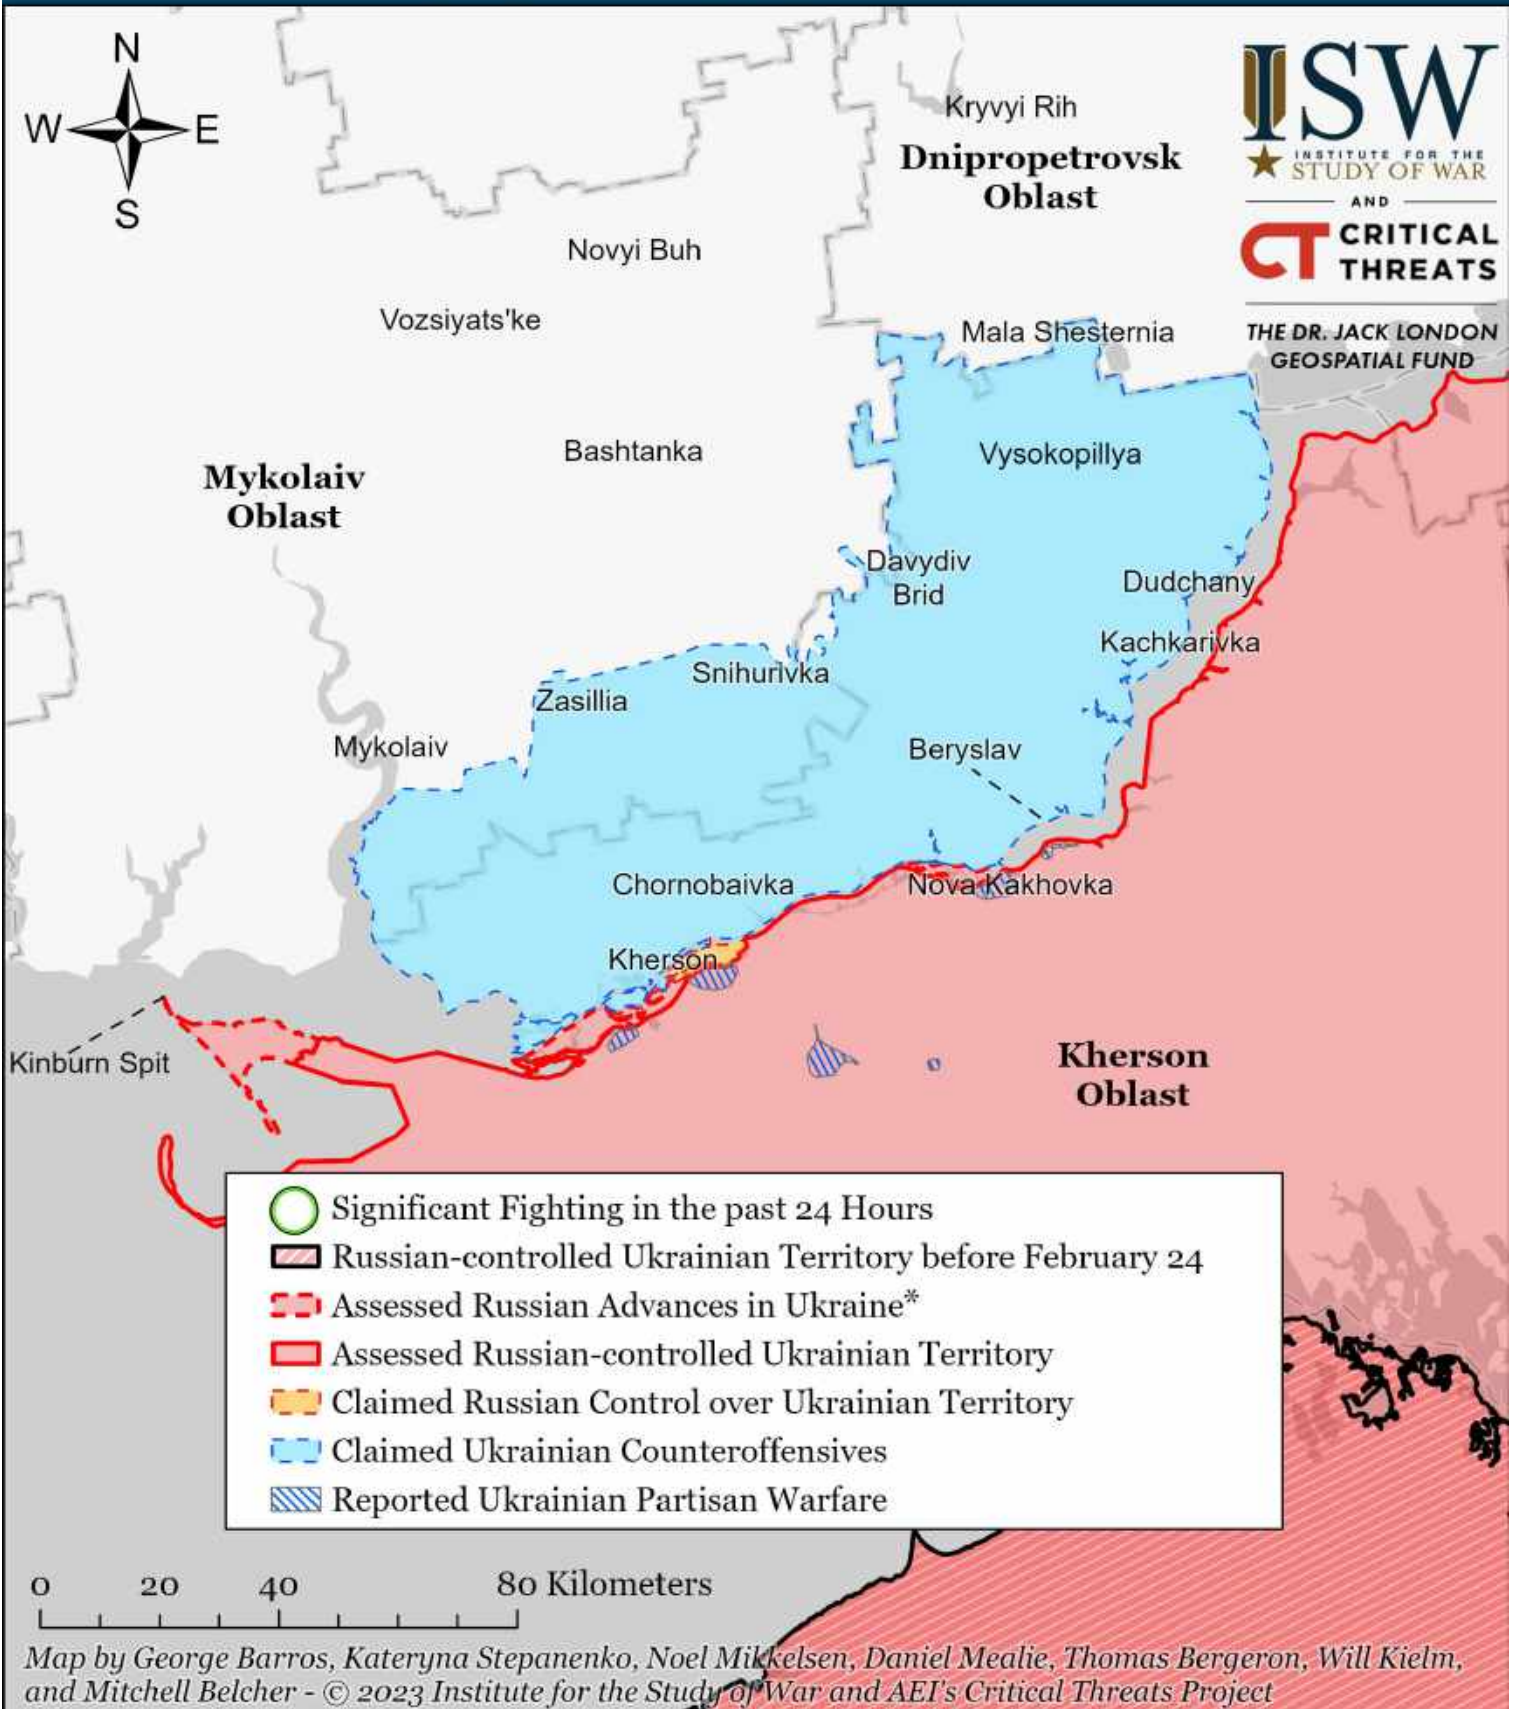 N
W
E
S
ISW
INSTITUTE FOR THE
STUDY OF WAR
AND
CT CRITICAL
THREATS
THE DR. JACK LONDON
GEOSPATIAL FUND
Kryvyi Rih
Dnipropetrovsk
Oblast
Novyi Buh
Vozsiyats'ke
Mala Shesternia
Bashtanka
Vysokopillya
Mykolaiv
Oblast
Davydiv
Brid
Dudchany
Kachkarivka
Snihurivka
Zasillia
Mykolaiv
Beryslav
Chornobaivka
Nova Kakhovka
Kherson
Kinburn Spit
Kherson
Oblast
Significant Fighting in the past 24 Hours
Russian-controlled Ukrainian Territory before February 24
Assessed Russian Advances in Ukraine*
Assessed Russian-controlled Ukrainian Territory
Claimed Russian Control over Ukrainian Territory
Claimed Ukrainian Counteroffensives
Reported Ukrainian Partisan Warfare
0 20 40 80 Kilometers
Map by George Barros, Kateryna Stepanenko, Noel Mikkelsen, Daniel Mealie, Thomas Bergeron, Will Kielm,
and Mitchell Belcher - © 2023 Institute for the Study of War and AEI's Critical Threats Project